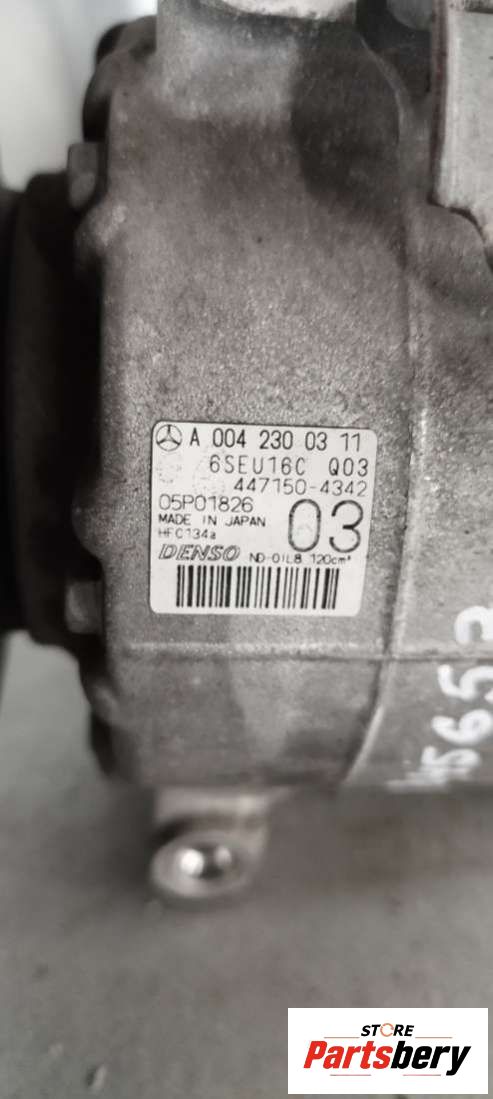 A 004 230 03 11
6SEU16C Q03
447150-4342
05P01826
MADE IN JAPAN
03
HFC134a
DENSO ND-OIL8 120cm³
STORE
Partsbery